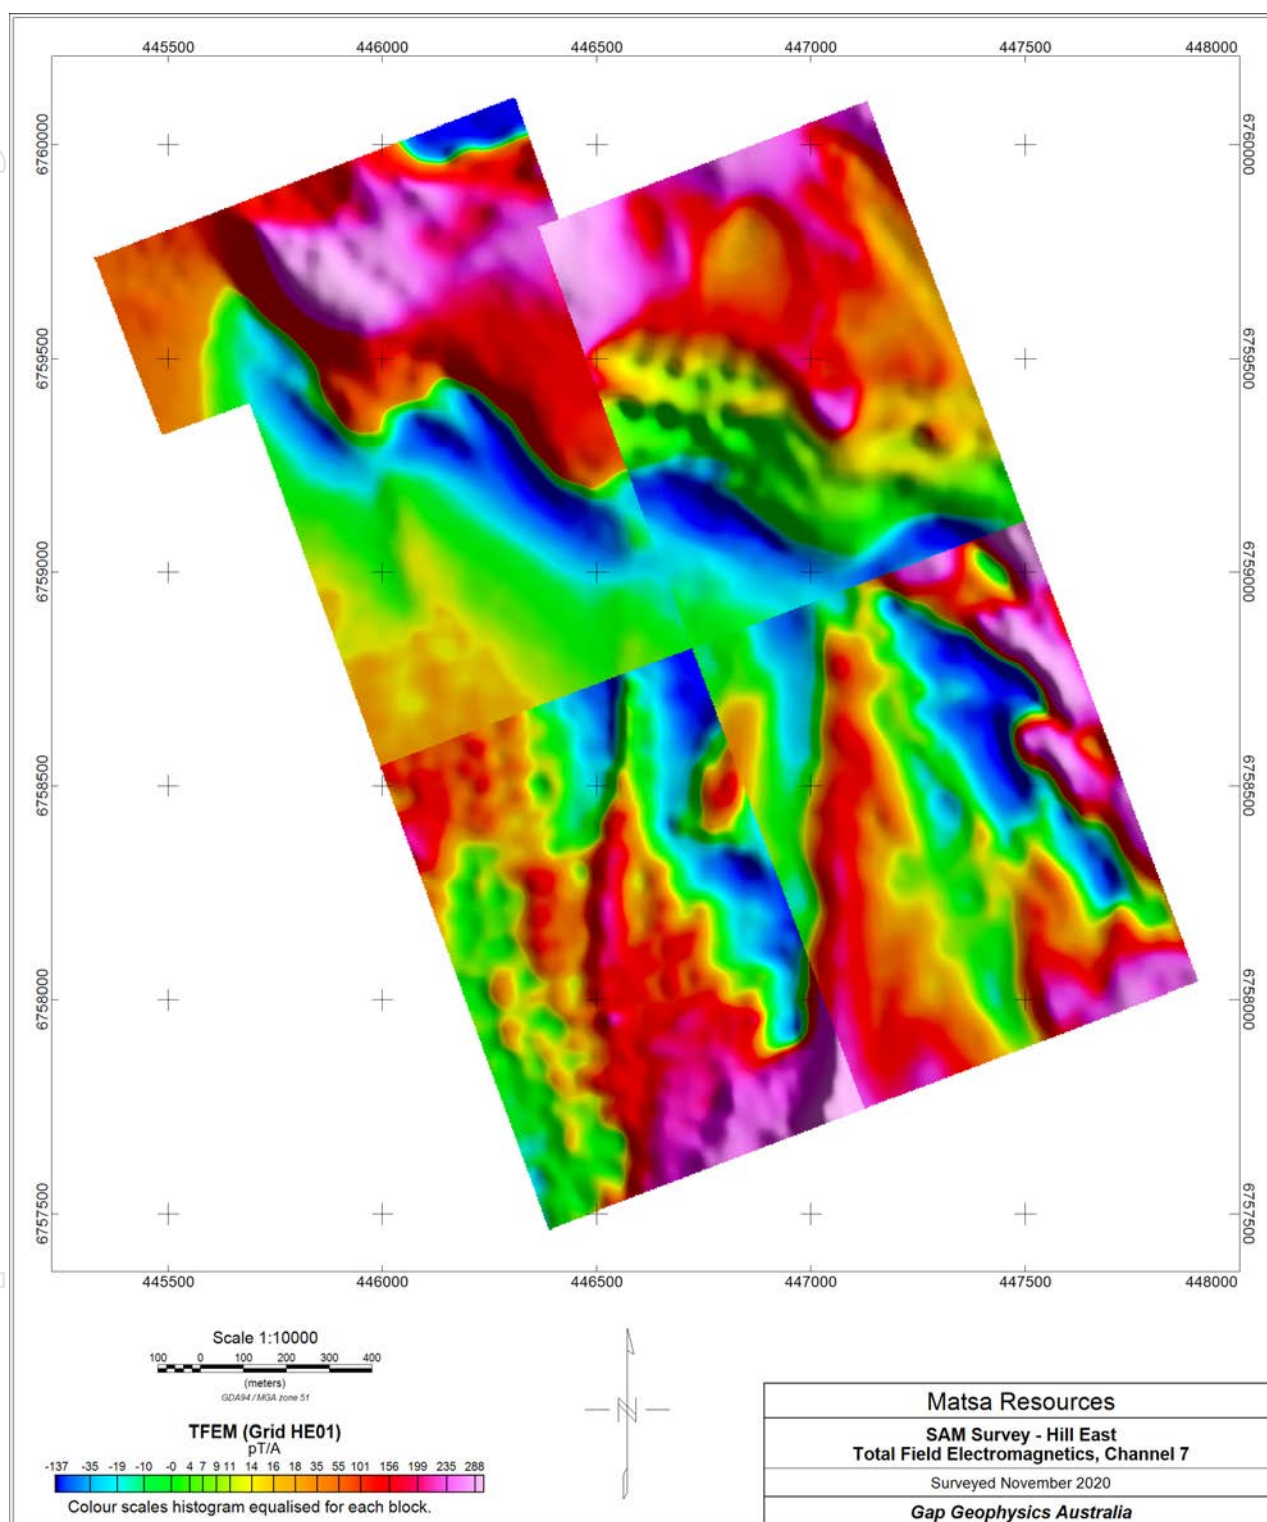 445500 446000 446500 447000 447500 448000
6760000 6760000
6759500 6759500
6759000 6759000
6758500 6758500
6758000 6758000
6757500 6757500
445500 446000 446500 447000 447500 448000
Scale 1:10000
100 0 100 200 300 400
(meters)
GDA94 / MGA zone 51
N
TFEM (Grid HE01)
pT/A
-137 -35 -19 -10 -0 4 7 9 11 14 16 18 35 55 101 156 199 235 288
Colour scales histogram equalised for each block.
Matsa Resources
SAM Survey - Hill East
Total Field Electromagnetics, Channel 7
Surveyed November 2020
Gap Geophysics Australia